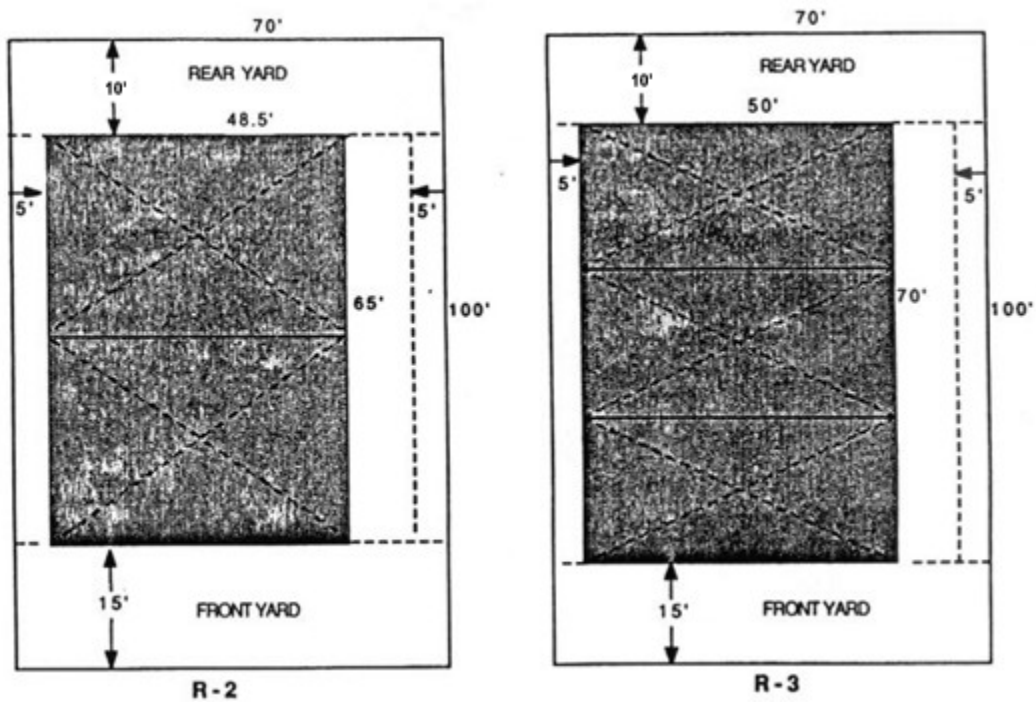 70'
REAR YARD
10'
48.5'
5'
5'
65'
100'
15'
FRONT YARD
R-2
70'
REAR YARD
10'
50'
5'
5'
70'
100'
15'
FRONT YARD
R-3